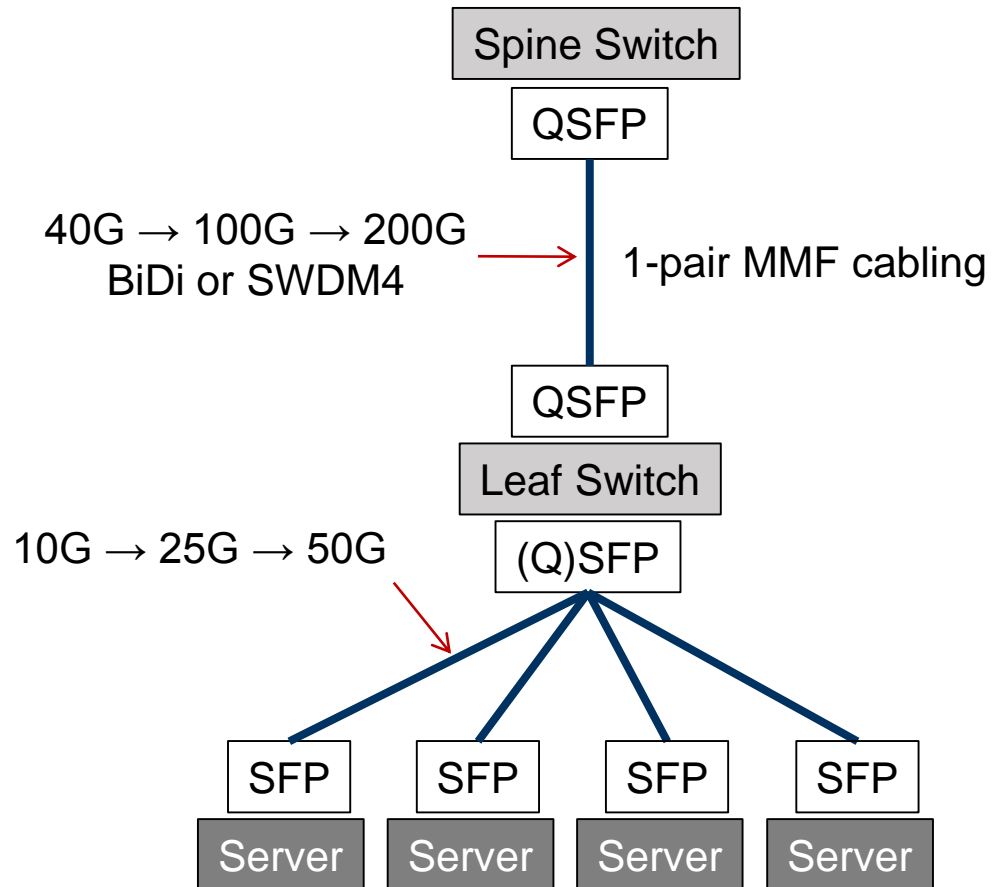 Spine Switch
QSFP
40G → 100G → 200G
BiDi or SWDM4
1-pair MMF cabling
QSFP
Leaf Switch
10G → 25G → 50G
(Q)SFP
SFP
SFP
SFP
SFP
Server
Server
Server
Server